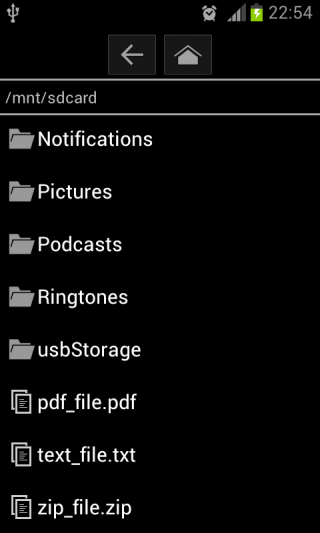 22:54
/mnt/sdcard
Notifications
Pictures
Podcasts
Ringtones
usbStorage
pdf_file.pdf
text_file.txt
zip_file.zip